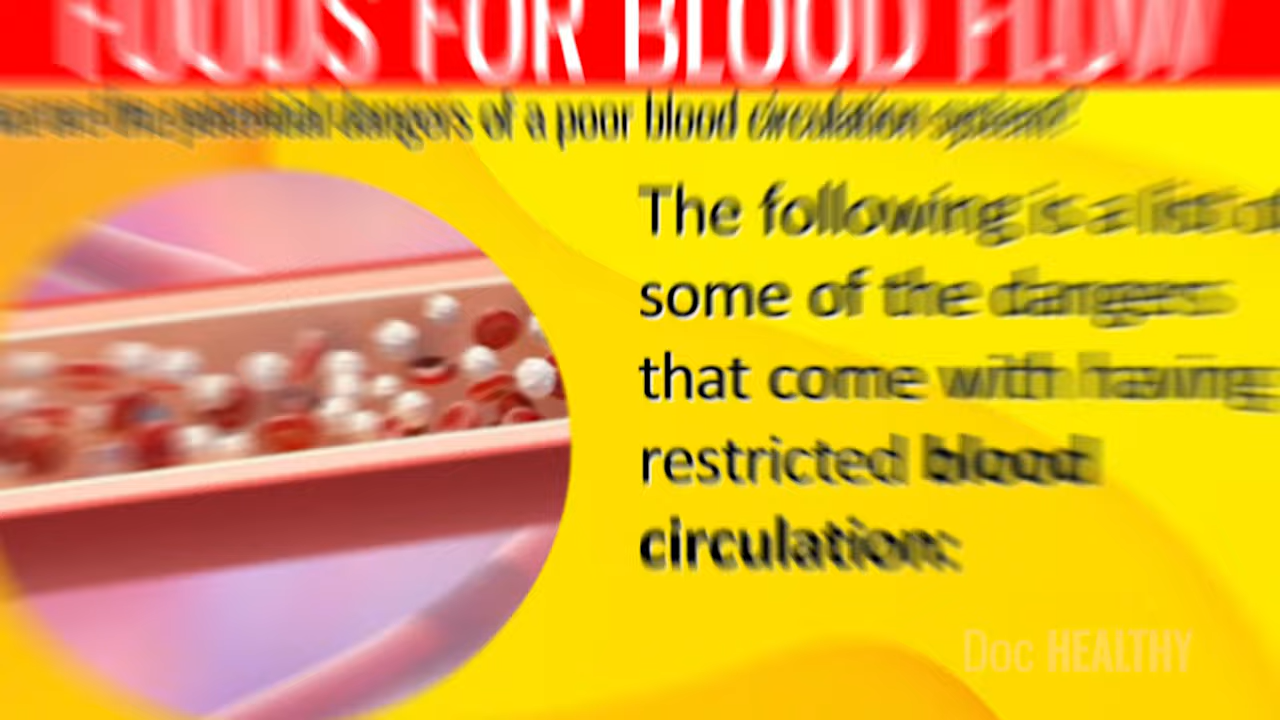 FOODS FOR BLOOD FLOW
the potential dangers of a poor blood circulation system?
The following is a list of
some of the dangers
that come with having
restricted blood
circulation:
Doc HEALTHY